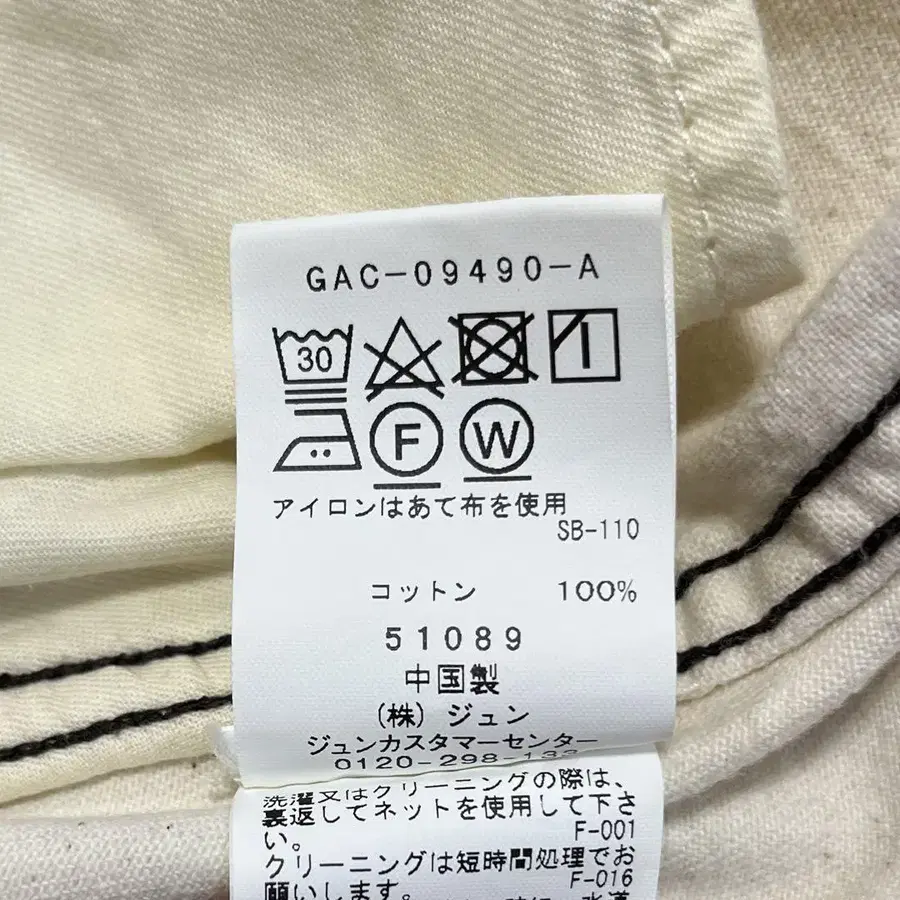 GAC-09490-A
30
F W
アイロンはあて布を使用
SB-110
コットン 100%
51089
中国製
(株) ジュン
ジュンカスタマーセンター
0120-298-133
洗濯又はクリーニングの際は、
裏返してネットを使用して下さ
い。 F-001
クリーニングは短時間処理でお
願いします。 F-016